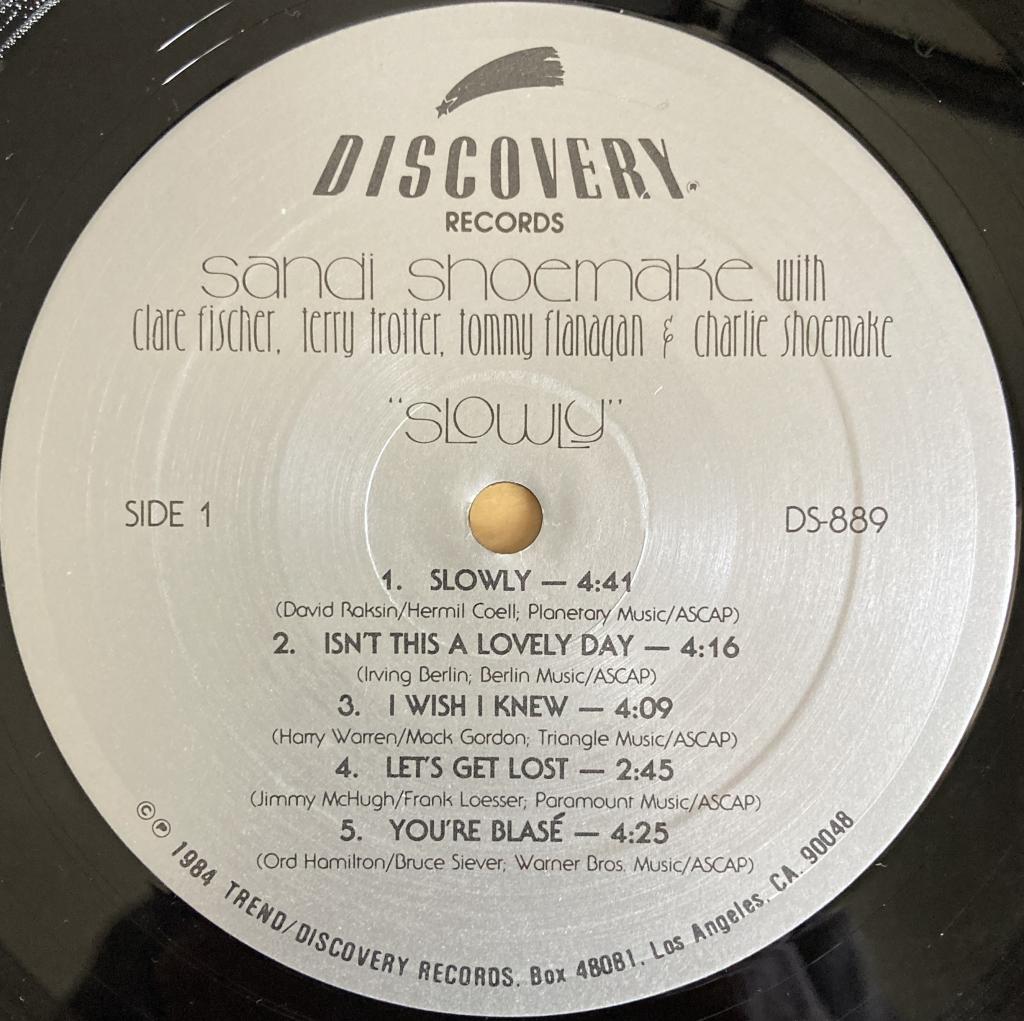 DISCOVERY®
RECORDS
sandi shoemake with
clare fischer, terry trotter, tommy flanagan & charlie shoemake
"SLOWLY"
SIDE 1
DS-889
1. SLOWLY — 4:41
(David Raksin/Hermil Coell; Planetary Music/ASCAP)
2. ISN'T THIS A LOVELY DAY — 4:16
(Irving Berlin; Berlin Music/ASCAP)
3. I WISH I KNEW — 4:09
(Harry Warren/Mack Gordon; Triangle Music/ASCAP)
4. LET'S GET LOST — 2:45
(Jimmy McHugh/Frank Loesser; Paramount Music/ASCAP)
5. YOU'RE BLASÉ — 4:25
(Ord Hamilton/Bruce Siever; Warner Bros. Music/ASCAP)
©℗ 1984 TREND/DISCOVERY RECORDS. Box 48081. Los Angeles. CA. 90048